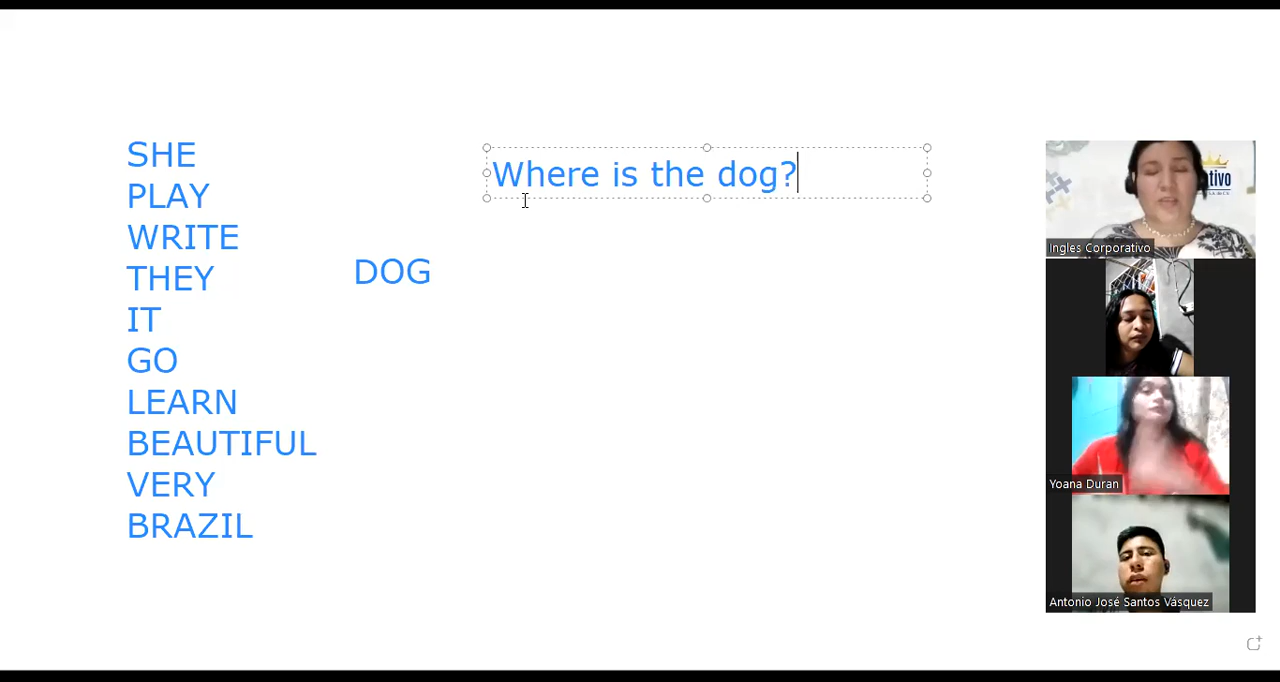 SHE
PLAY
WRITE
THEY
IT
GO
LEARN
BEAUTIFUL
VERY
BRAZIL
DOG
Where is the dog?
Ingles Corporativo
Yoana Duran
Antonio José Santos Vásquez